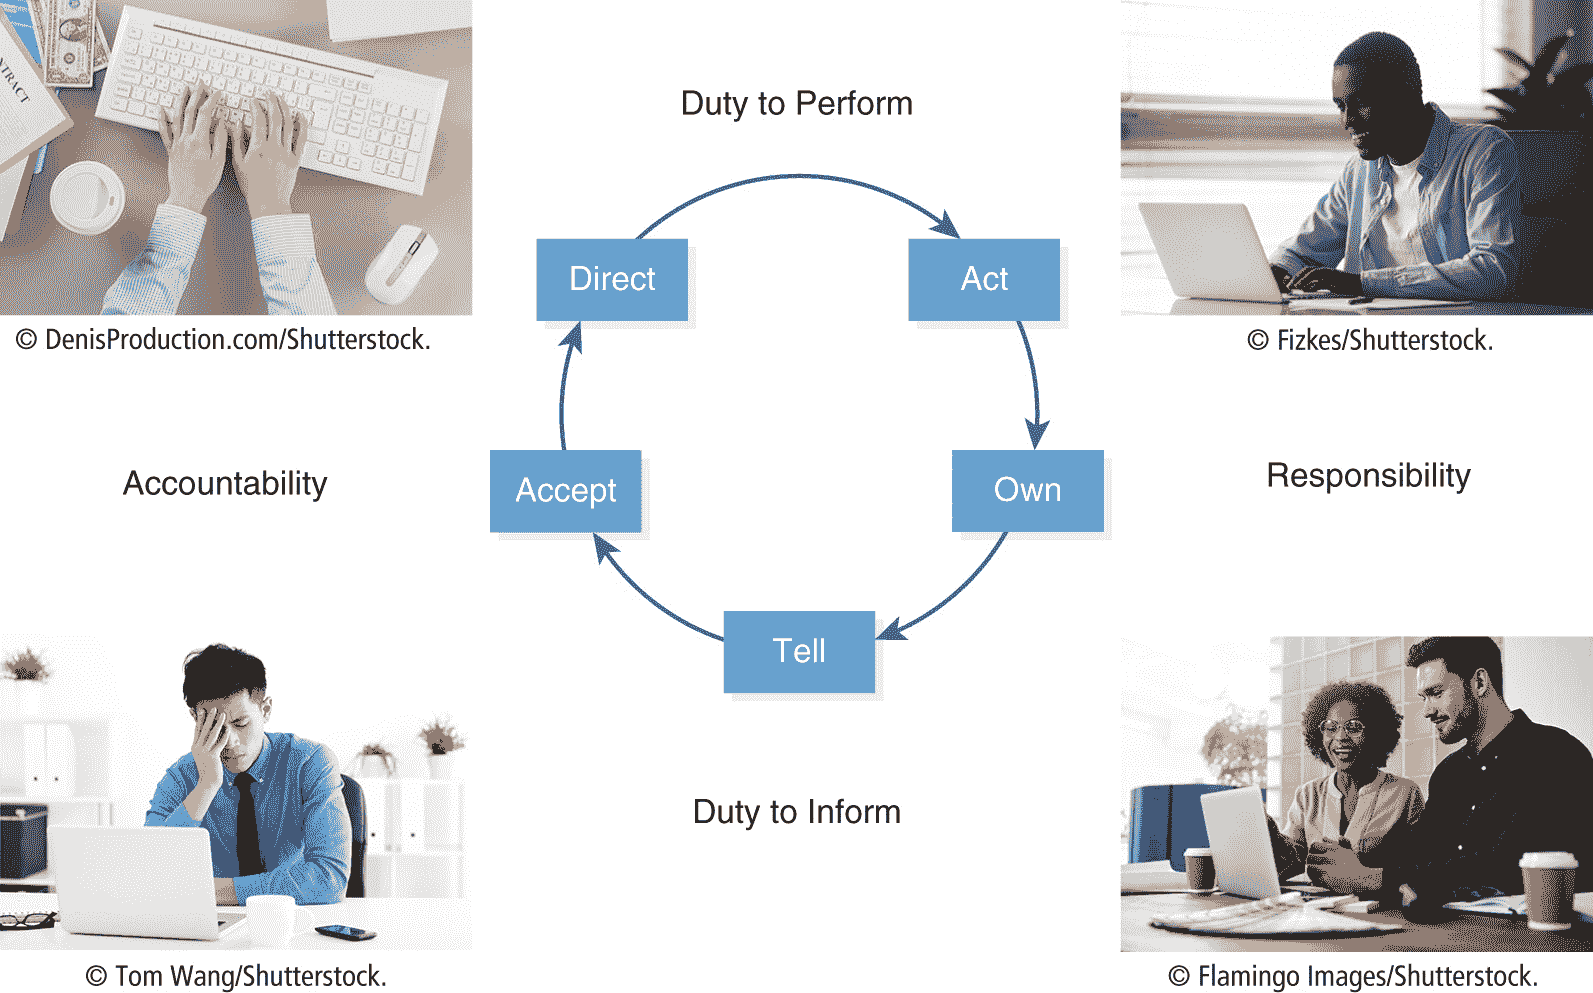 CONTRACT
Duty to Perform
Direct
Act
© DenisProduction.com/Shutterstock.
© Fizkes/Shutterstock.
Accountability
Accept
Own
Responsibility
Tell
Duty to Inform
© Tom Wang/Shutterstock.
© Flamingo Images/Shutterstock.